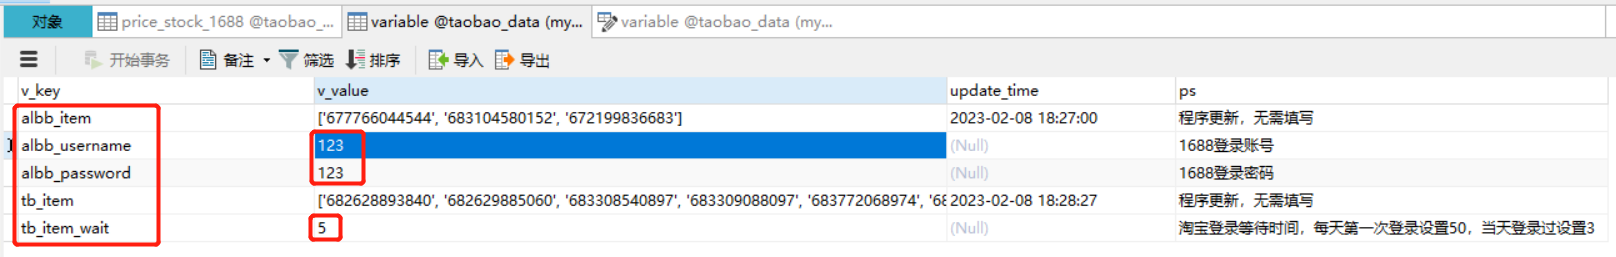 对象 price_stock_1688 @taobao_... variable @taobao_data (my... variable @taobao_data (my...
开始事务 备注 筛选 排序 导入 导出
v_key v_value update_time ps
albb_item ['677766044544', '683104580152', '672199836683'] 2023-02-08 18:27:00 程序更新，无需填写
albb_username 123 (Null) 1688登录账号
albb_password 123 (Null) 1688登录密码
tb_item ['682628893840', '682629885060', '683308540897', '683309088097', '683772068974', '68 2023-02-08 18:28:27 程序更新，无需填写
tb_item_wait 5 (Null) 淘宝登录等待时间，每天第一次登录设置50，当天登录过设置3